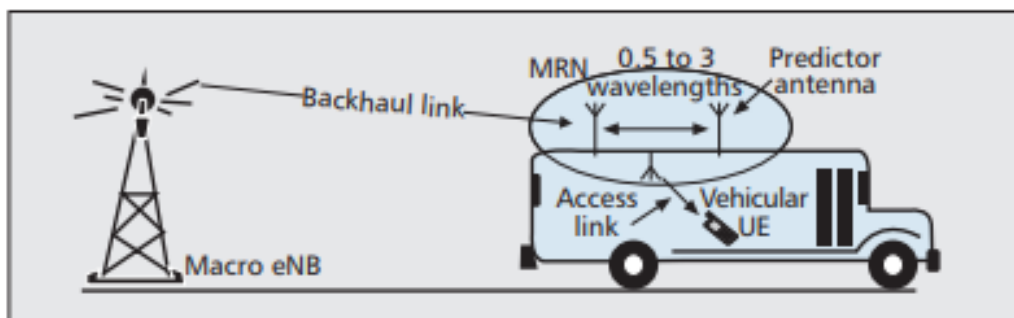 MRN
0.5 to 3
wavelengths
Predictor
antenna
Backhaul link
Access
link
Vehicular
UE
Macro eNB